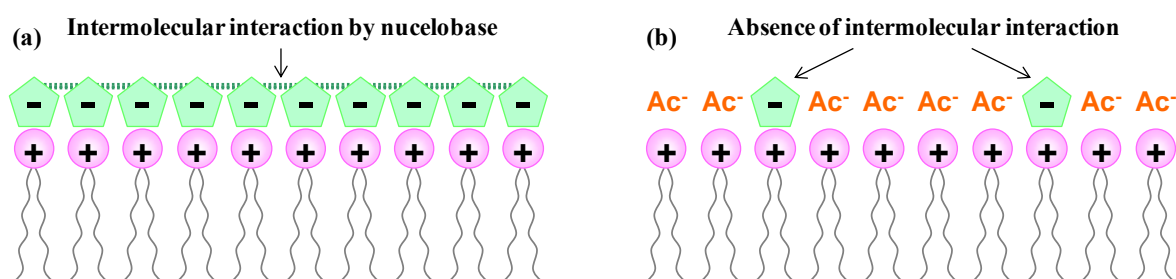 (a) Intermolecular interaction by nucelobase
- - - - - - - - - -
+ + + + + + + + + +
(b) Absence of intermolecular interaction
Ac- Ac- - Ac- Ac- Ac- Ac- - Ac- Ac-
+ + + + + + + + + +